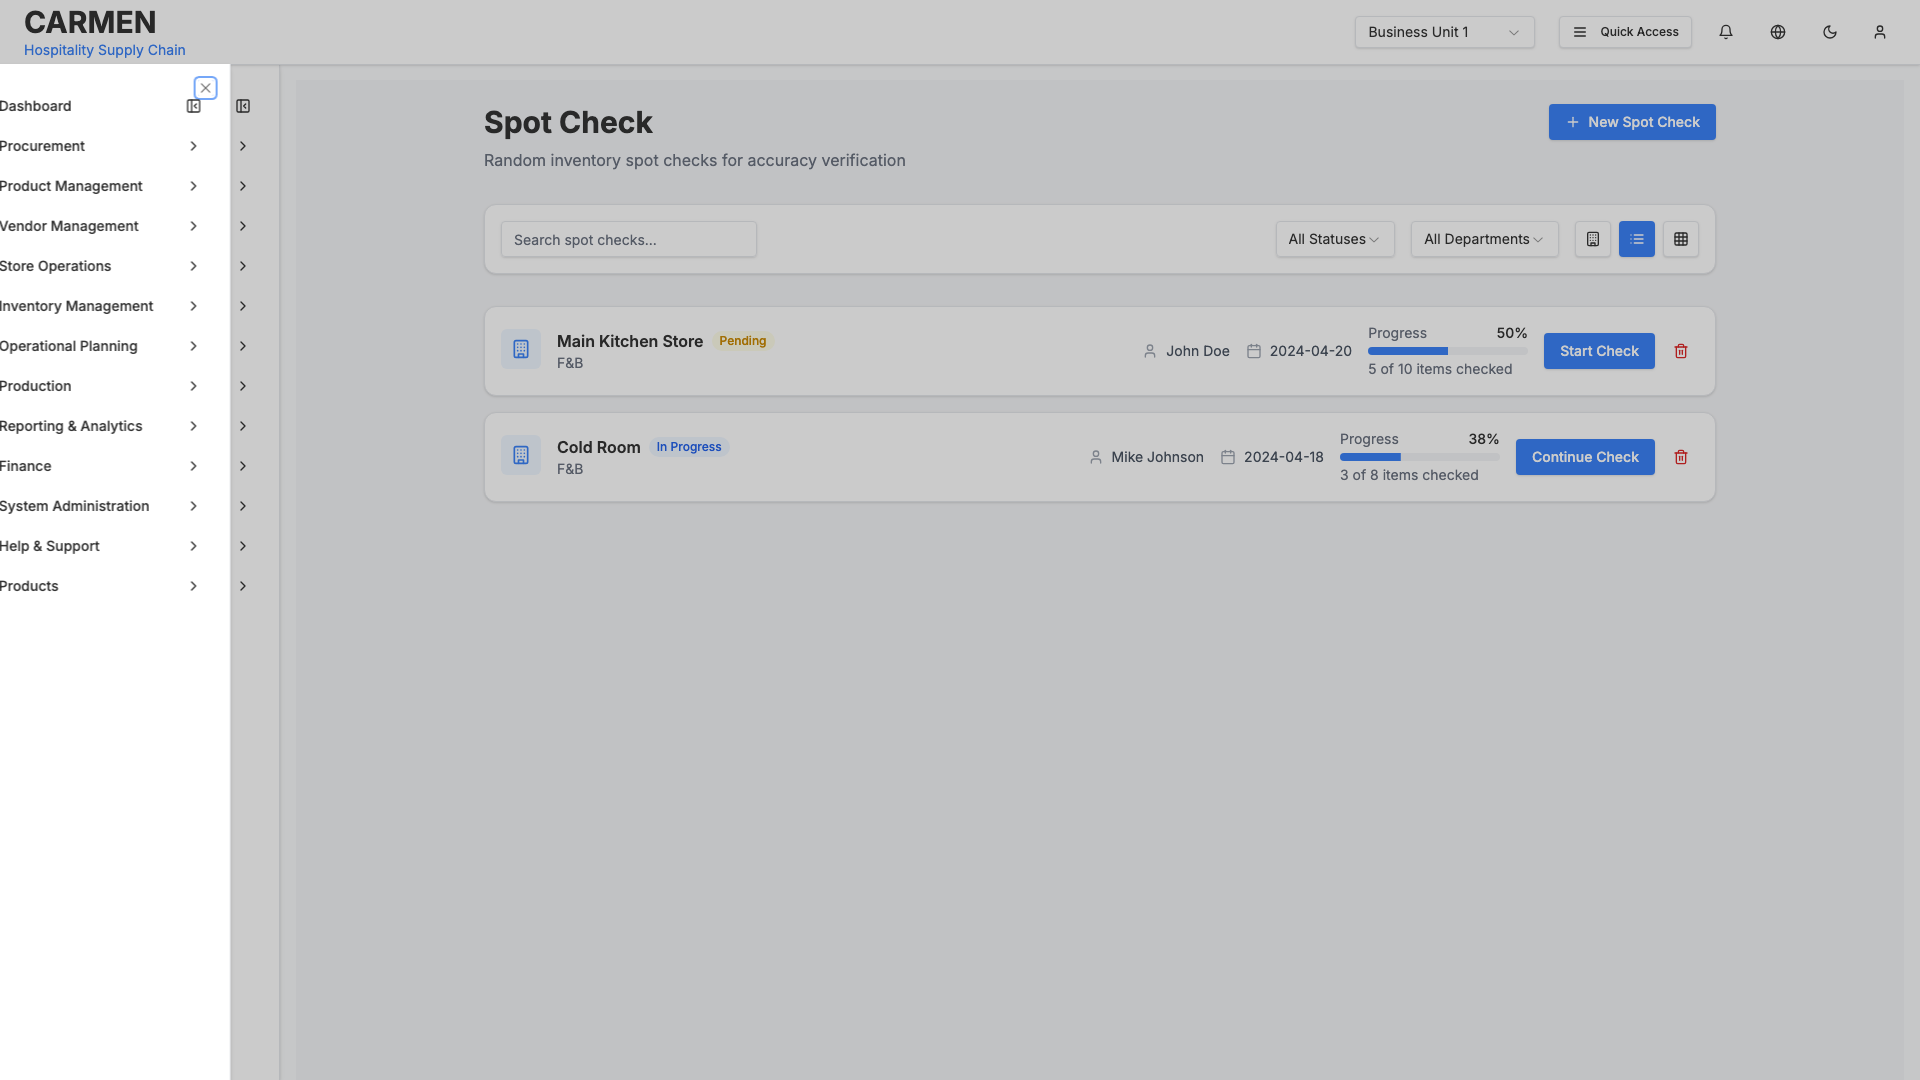 CARMEN
Hospitality Supply Chain
Business Unit 1
Quick Access
Dashboard
Procurement
Product Management
Vendor Management
Store Operations
Inventory Management
Operational Planning
Production
Reporting & Analytics
Finance
System Administration
Help & Support
Products
Spot Check
Random inventory spot checks for accuracy verification
New Spot Check
Search spot checks...
All Statuses
All Departments
Main Kitchen Store
Pending
F&B
John Doe
2024-04-20
Progress 50%
5 of 10 items checked
Start Check
Cold Room
In Progress
F&B
Mike Johnson
2024-04-18
Progress 38%
3 of 8 items checked
Continue Check